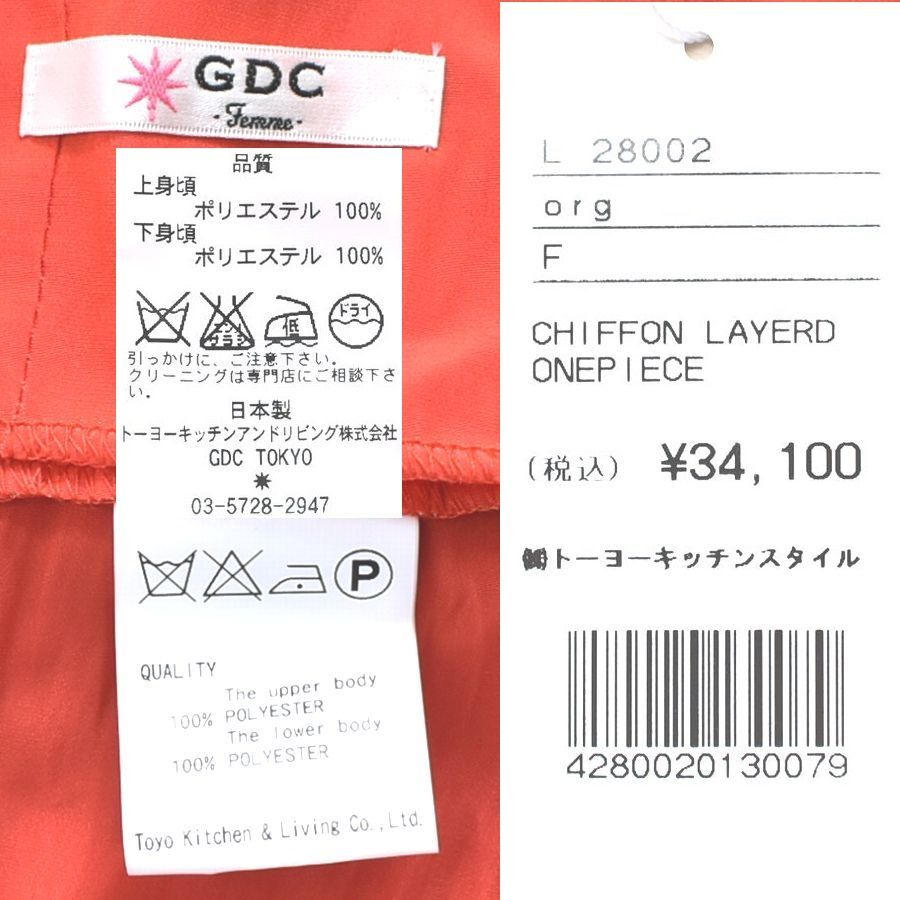 GDC
-Femme-
品質
上身頃
ポリエステル 100%
下身頃
ポリエステル 100%
エンソ
サラシ
低
ドライ
引っかけに、ご注意下さい。
クリーニングは専門店にご相談下さ
い。
日本製
トーヨーキッチンアンドリビング株式会社
GDC TOKYO
03-5728-2947
P
QUALITY
The upper body
100% POLYESTER
The lower body
100% POLYESTER
Toyo Kitchen & Living Co.,Ltd.
L 28002
org
F
CHIFFON LAYERD
ONEPIECE
(税込) ¥34,100
㈱トーヨーキッチンスタイル
4280020130079